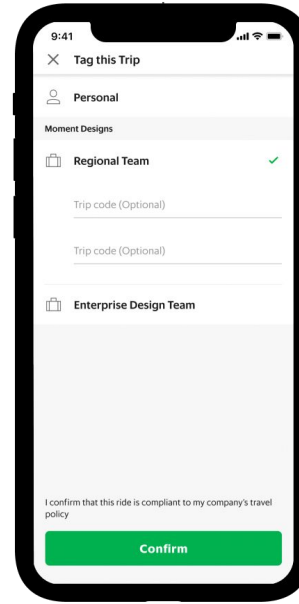 9:41
Tag this Trip
Personal
Moment Designs
Regional Team
Trip code (Optional)
Trip code (Optional)
Enterprise Design Team
I confirm that this ride is compliant to my company's travel
policy
Confirm